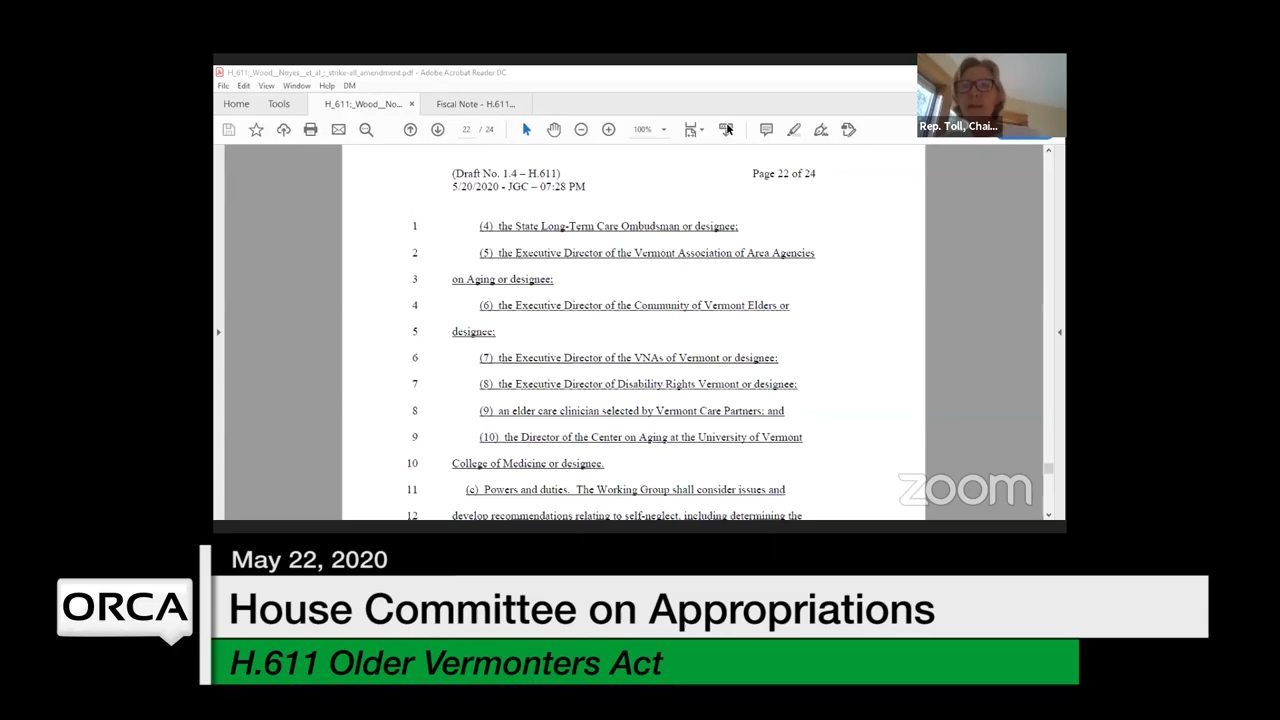 H_611;_Wood__Noyes__et_al_;_strike-all_amendment.pdf - Adobe Acrobat Reader DC
File Edit View Window Help DM
Home Tools H_611;_Wood__No... × Fiscal Note - H.611...
22 / 24 100%
Rep. Toll, Chai...
(Draft No. 1.4 – H.611) Page 22 of 24
5/20/2020 - JGC – 07:28 PM
1 (4) the State Long-Term Care Ombudsman or designee;
2 (5) the Executive Director of the Vermont Association of Area Agencies
3 on Aging or designee;
4 (6) the Executive Director of the Community of Vermont Elders or
5 designee;
6 (7) the Executive Director of the VNAs of Vermont or designee;
7 (8) the Executive Director of Disability Rights Vermont or designee;
8 (9) an elder care clinician selected by Vermont Care Partners; and
9 (10) the Director of the Center on Aging at the University of Vermont
10 College of Medicine or designee.
11 (c) Powers and duties. The Working Group shall consider issues and
12 develop recommendations relating to self-neglect, including determining the
zoom
May 22, 2020
ORCA
House Committee on Appropriations
H.611 Older Vermonters Act